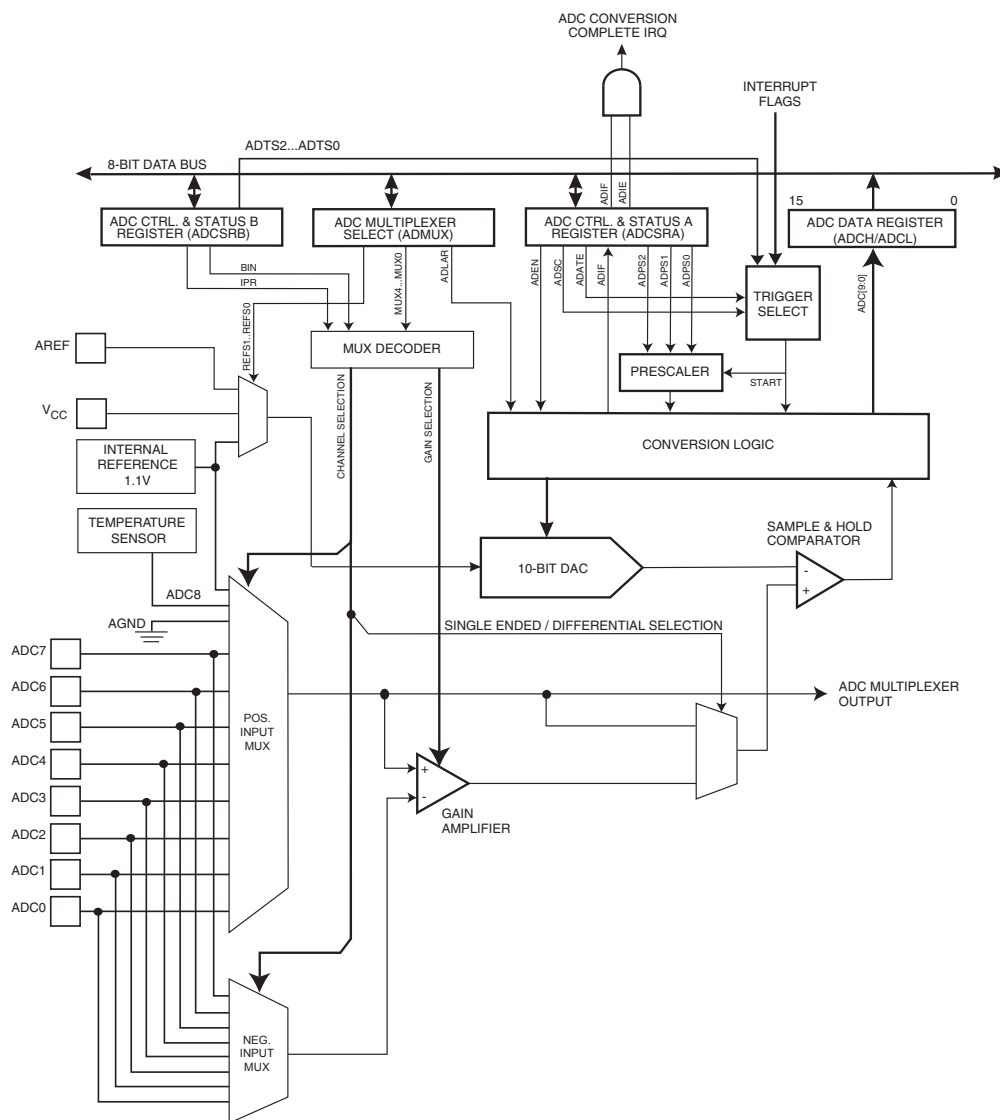 ADC CONVERSION
COMPLETE IRQ
INTERRUPT
FLAGS
ADTS2...ADTS0
8-BIT DATA BUS
ADIF
ADIE
15
0
ADC CTRL. & STATUS B
REGISTER (ADCSRB)
ADC MULTIPLEXER
SELECT (ADMUX)
ADC CTRL. & STATUS A
REGISTER (ADCSRA)
ADC DATA REGISTER
(ADCH/ADCL)
BIN
IPR
REFS1..REFS0
MUX4...MUX0
ADLAR
ADEN
ADSC
ADATE
ADIF
ADPS2
ADPS1
ADPS0
ADC[9:0]
TRIGGER
SELECT
MUX DECODER
PRESCALER
START
AREF
VCC
INTERNAL
REFERENCE
1.1V
CHANNEL SELECTION
GAIN SELECTION
CONVERSION LOGIC
TEMPERATURE
SENSOR
SAMPLE & HOLD
COMPARATOR
10-BIT DAC
-
+
ADC8
AGND
SINGLE ENDED / DIFFERENTIAL SELECTION
ADC7
ADC6
ADC5
ADC4
ADC3
ADC2
ADC1
ADC0
POS.
INPUT
MUX
ADC MULTIPLEXER
OUTPUT
+
-
GAIN
AMPLIFIER
NEG.
INPUT
MUX